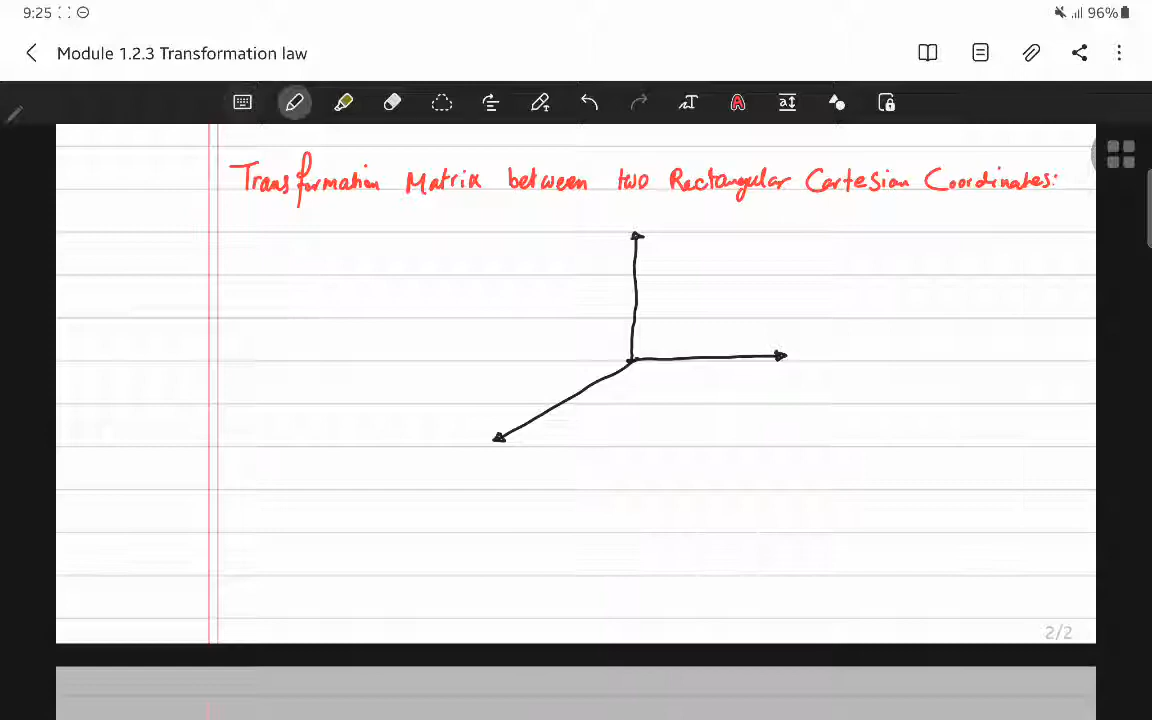 9:25 96%
Module 1.2.3 Transformation law
Transformation Matrix between two Rectangular Cartesian Coordinates:
2/2